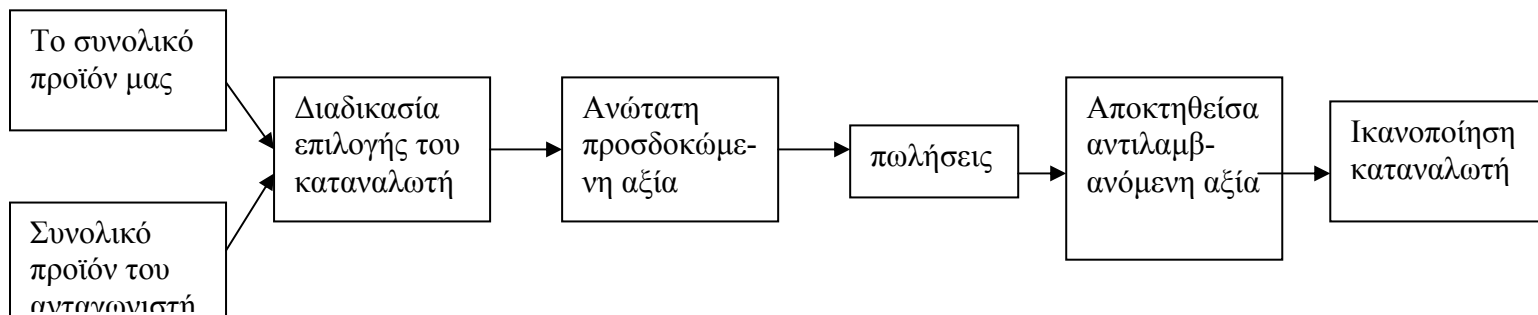 Το συνολικό
προϊόν μας
Συνολικό
προϊόν του
ανταγωνιστή
Διαδικασία
επιλογής του
καταναλωτή
Ανώτατη
προσδοκώμε-
νη αξία
πωλήσεις
Αποκτηθείσα
αντιλαμβ-
ανόμενη αξία
Ικανοποίηση
καταναλωτή